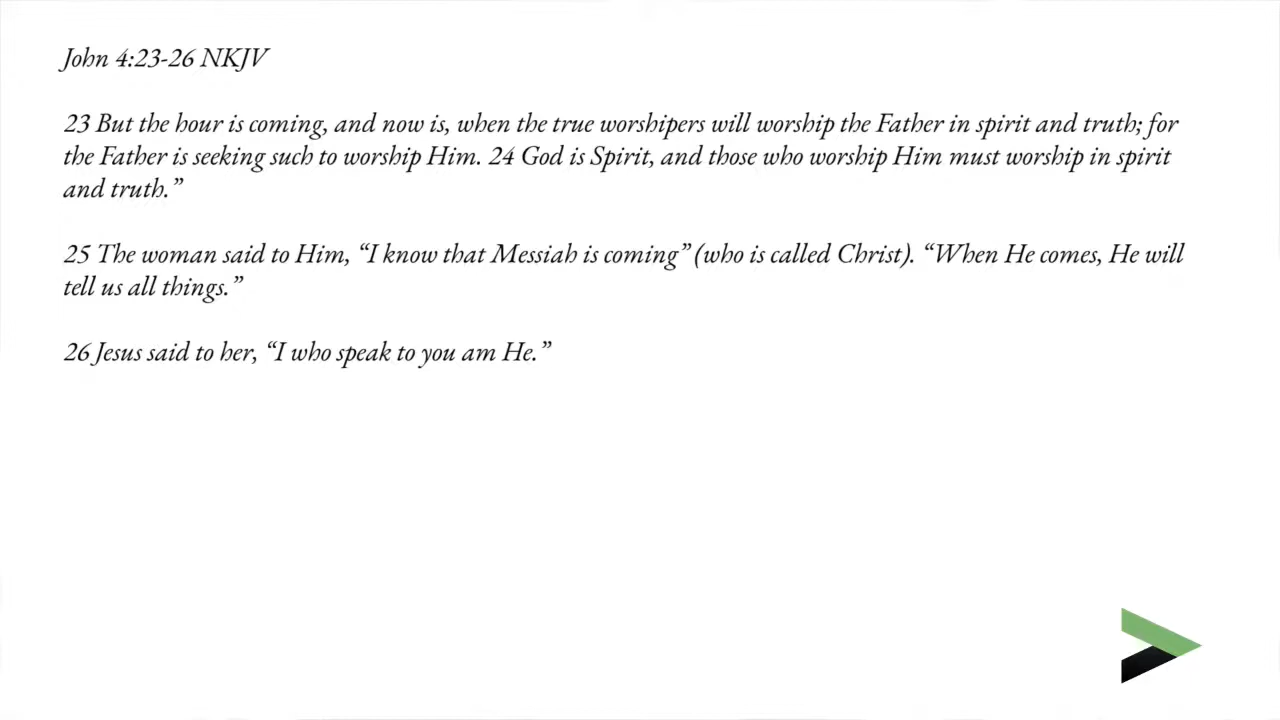 John 4:23-26 NKJV
23 But the hour is coming, and now is, when the true worshipers will worship the Father in spirit and truth; for
the Father is seeking such to worship Him. 24 God is Spirit, and those who worship Him must worship in spirit
and truth.”
25 The woman said to Him, “I know that Messiah is coming” (who is called Christ). “When He comes, He will
tell us all things.”
26 Jesus said to her, “I who speak to you am He.”